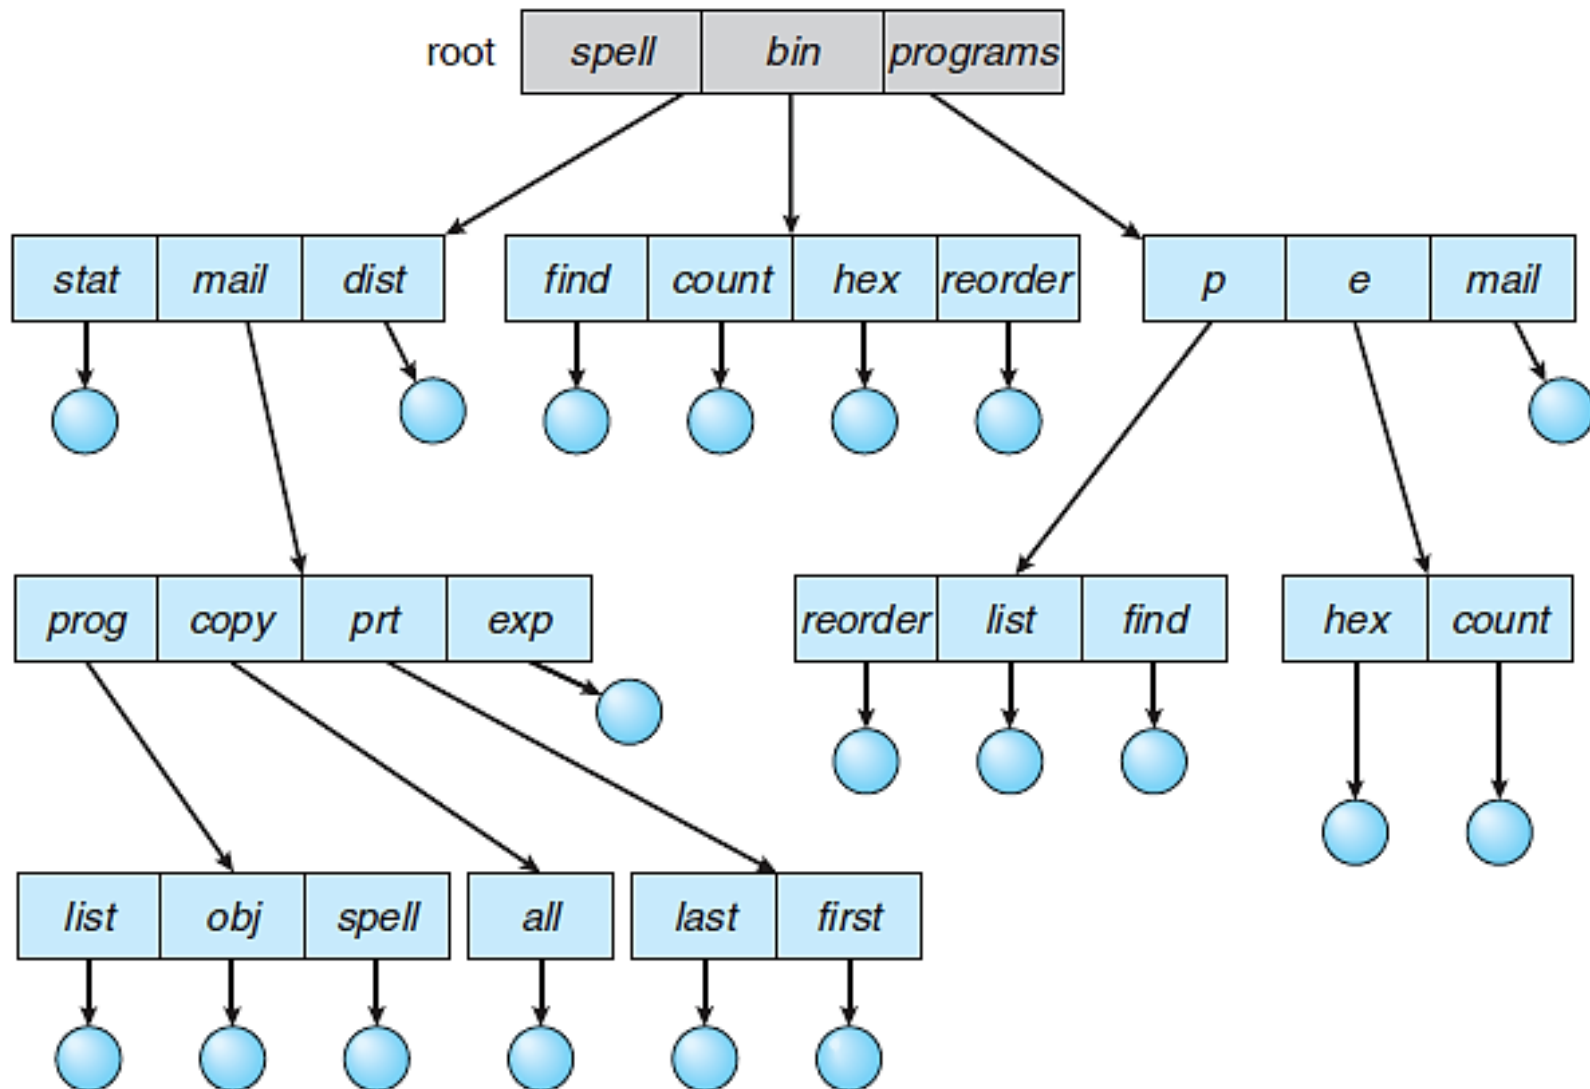 root spell bin programs
stat mail dist find count hex reorder p e mail
prog copy prt exp reorder list find hex count
list obj spell all last first